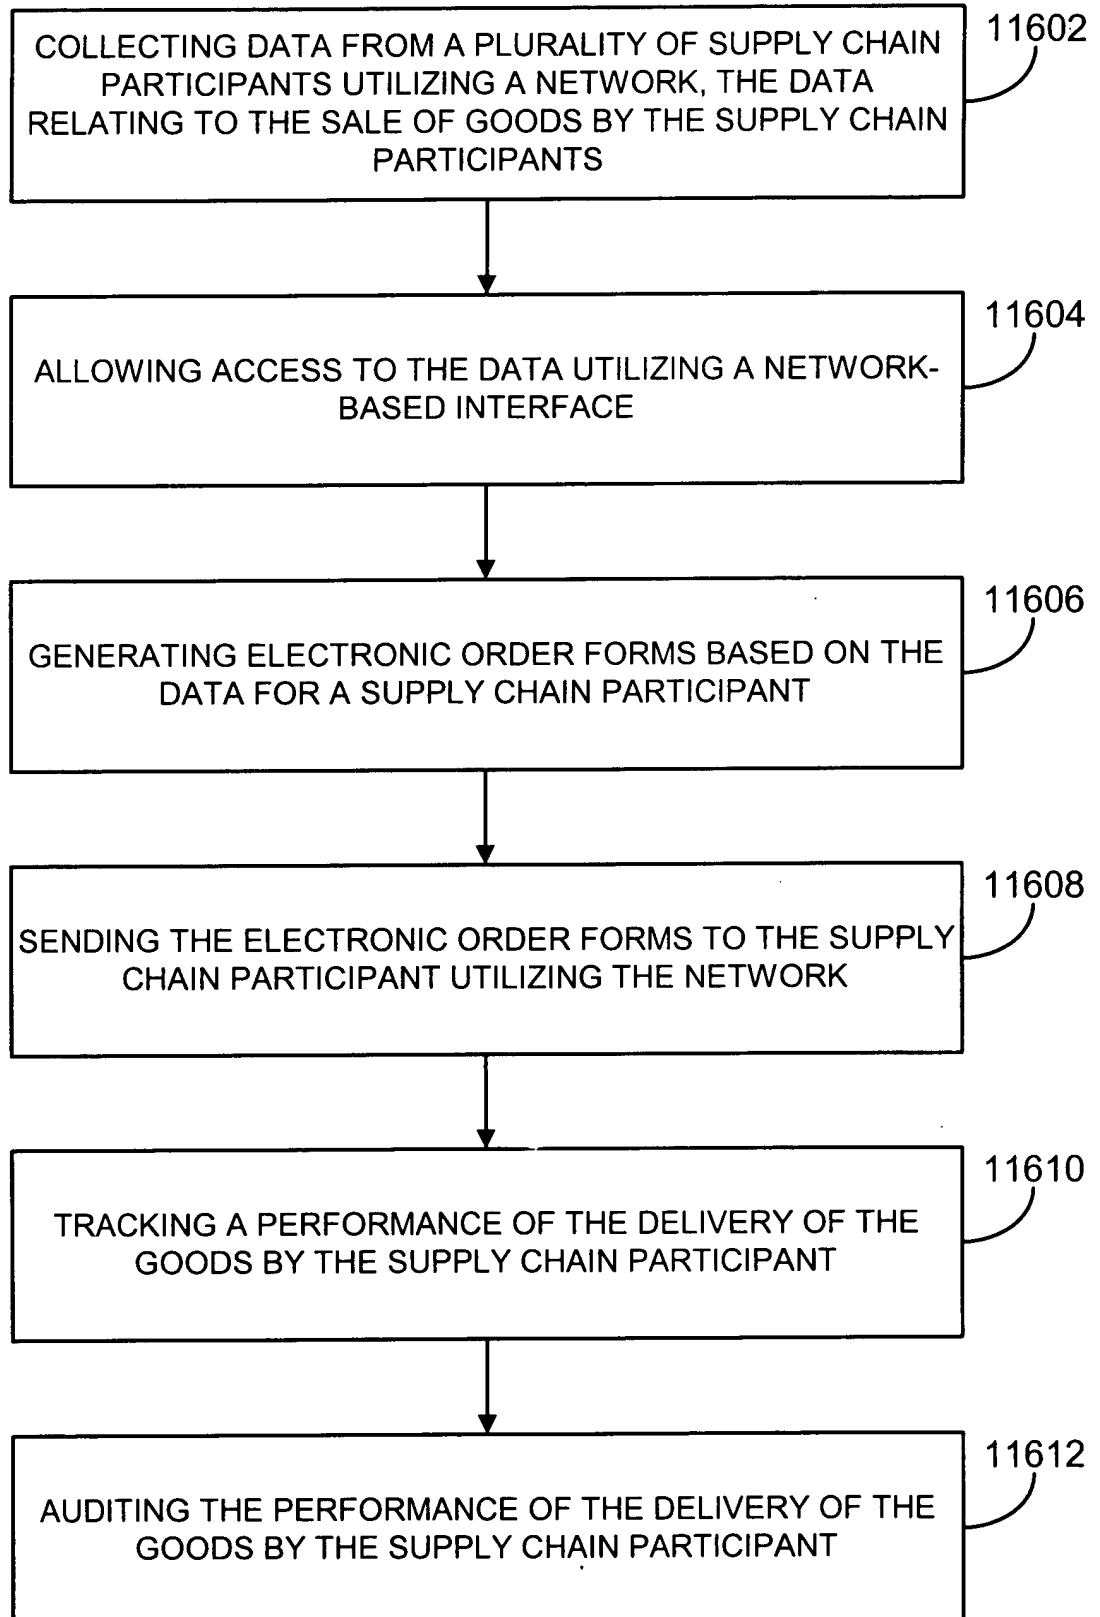 11602
COLLECTING DATA FROM A PLURALITY OF SUPPLY CHAIN
PARTICIPANTS UTILIZING A NETWORK, THE DATA
RELATING TO THE SALE OF GOODS BY THE SUPPLY CHAIN
PARTICIPANTS
11604
ALLOWING ACCESS TO THE DATA UTILIZING A NETWORK-
BASED INTERFACE
11606
GENERATING ELECTRONIC ORDER FORMS BASED ON THE
DATA FOR A SUPPLY CHAIN PARTICIPANT
11608
SENDING THE ELECTRONIC ORDER FORMS TO THE SUPPLY
CHAIN PARTICIPANT UTILIZING THE NETWORK
11610
TRACKING A PERFORMANCE OF THE DELIVERY OF THE
GOODS BY THE SUPPLY CHAIN PARTICIPANT
11612
AUDITING THE PERFORMANCE OF THE DELIVERY OF THE
GOODS BY THE SUPPLY CHAIN PARTICIPANT